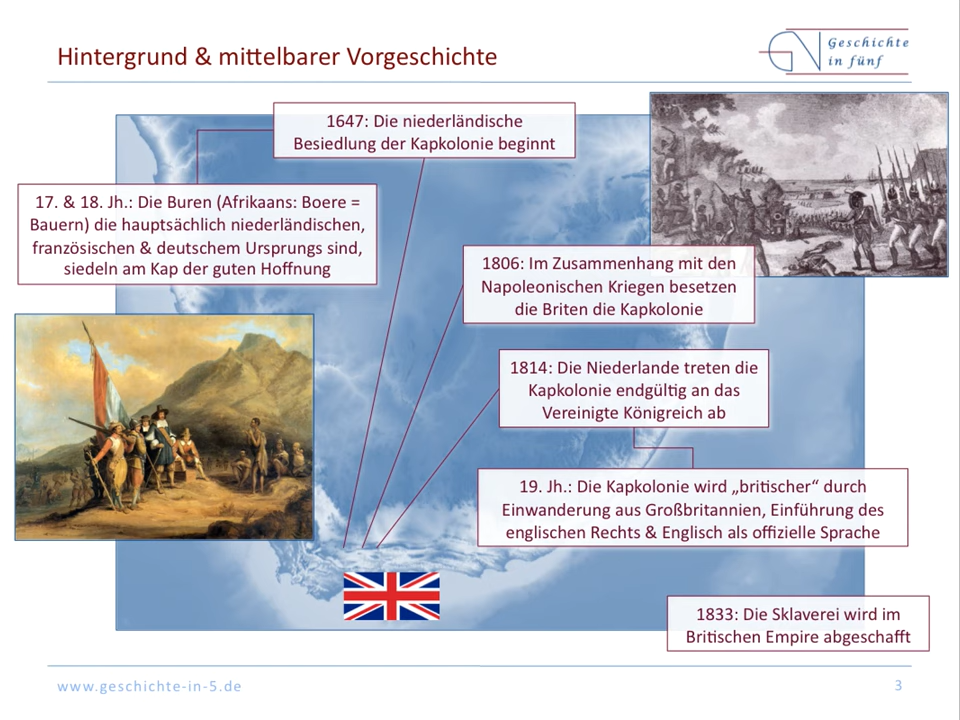 Hintergrund & mittelbarer Vorgeschichte
Geschichte
in fünf
1647: Die niederländische
Besiedlung der Kapkolonie beginnt
17. & 18. Jh.: Die Buren (Afrikaans: Boere =
Bauern) die hauptsächlich niederländischen,
französischen & deutschem Ursprungs sind,
siedeln am Kap der guten Hoffnung
1806: Im Zusammenhang mit den
Napoleonischen Kriegen besetzen
die Briten die Kapkolonie
1814: Die Niederlande treten die
Kapkolonie endgültig an das
Vereinigte Königreich ab
19. Jh.: Die Kapkolonie wird „britischer“ durch
Einwanderung aus Großbritannien, Einführung des
englischen Rechts & Englisch als offizielle Sprache
1833: Die Sklaverei wird im
Britischen Empire abgeschafft
www.geschichte-in-5.de
3